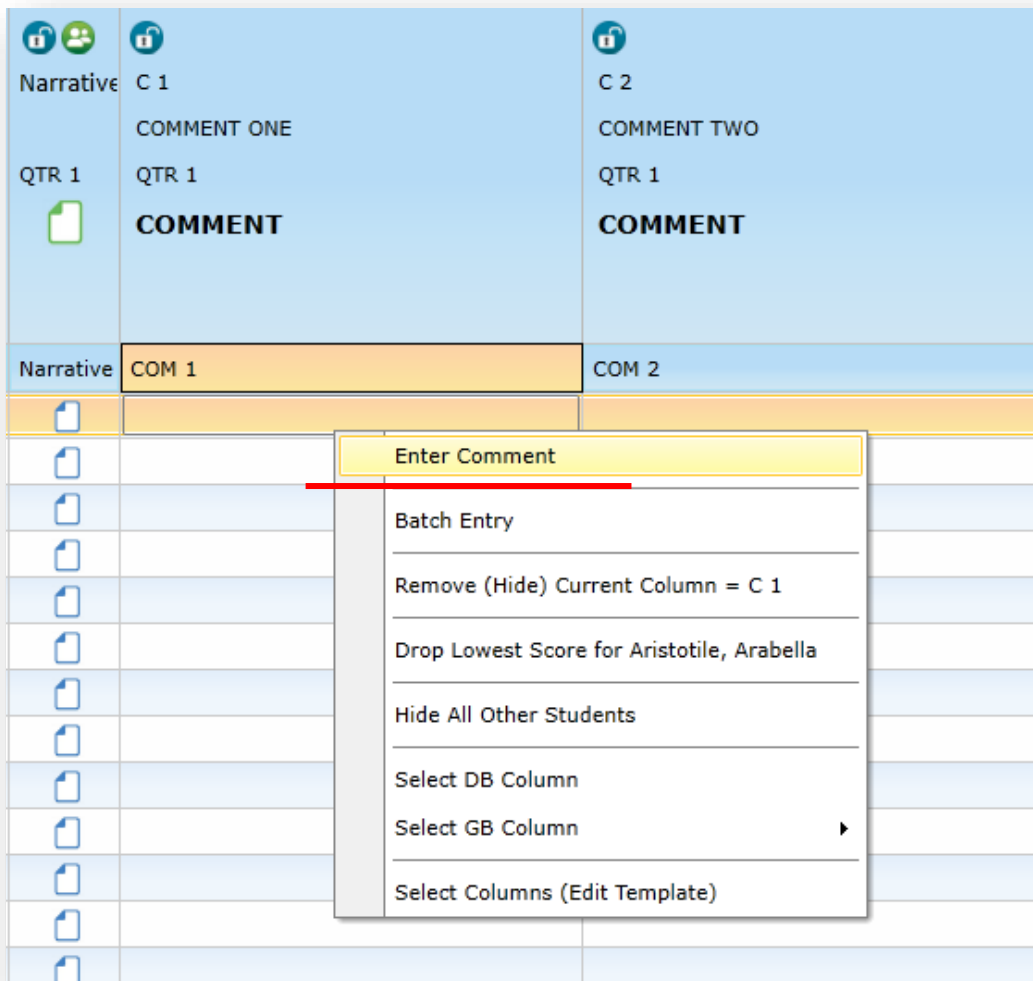 Narrative C 1 C 2
COMMENT ONE COMMENT TWO
QTR 1 QTR 1 QTR 1
COMMENT COMMENT
Narrative COM 1 COM 2
Enter Comment
Batch Entry
Remove (Hide) Current Column = C 1
Drop Lowest Score for Aristotile, Arabella
Hide All Other Students
Select DB Column
Select GB Column
Select Columns (Edit Template)